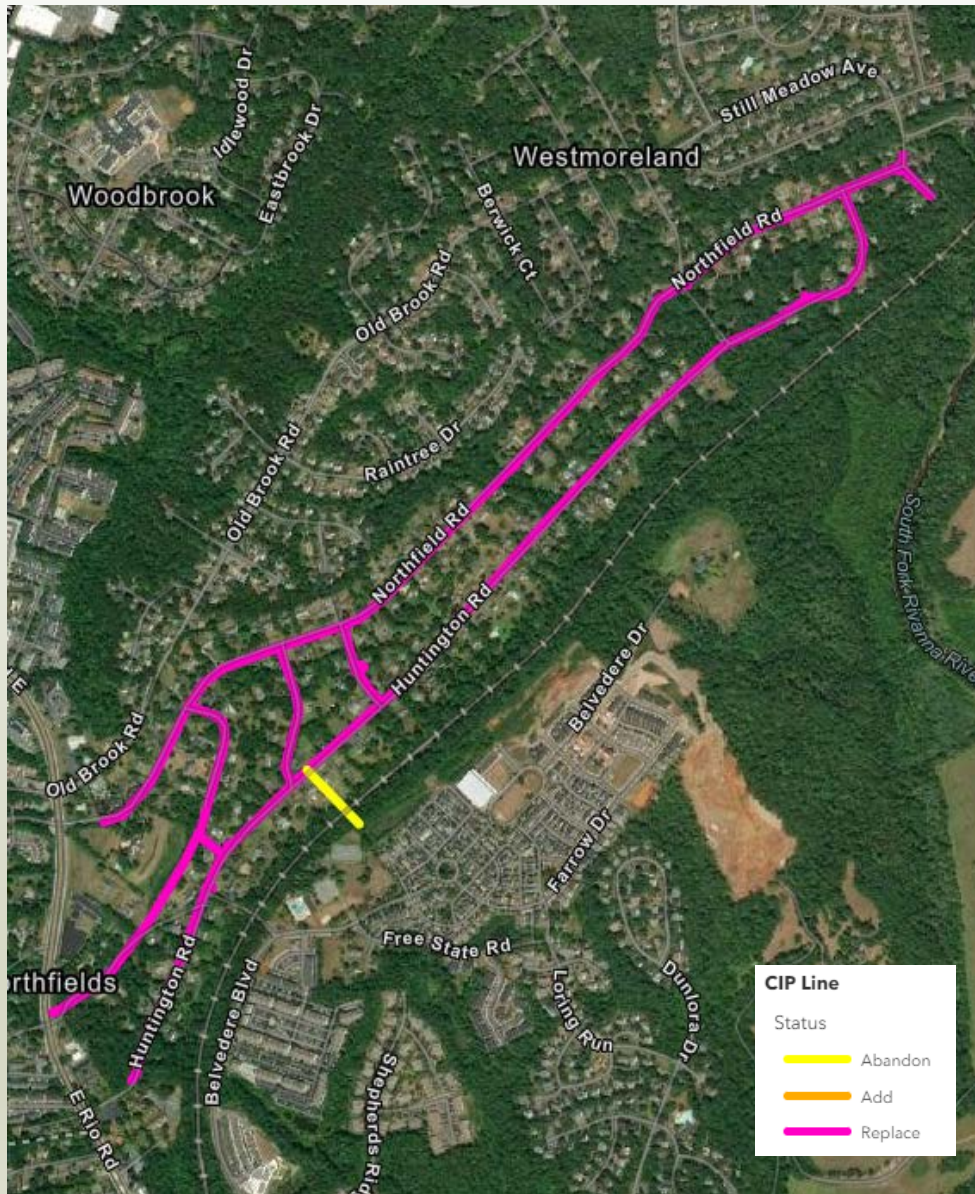 Still Meadow Ave
Idlewood Dr
Westmoreland
Eastbrook Dr
Woodbrook
Berwick Ct
Northfield Rd
Old Brook Rd
Raintree Dr
Old Brook Rd
South Fork Rivanna Rive
Northfield Rd
Huntington Rd
Belvedere Dr
E
Old Brook Rd
Farrow Dr
Free State Rd
orthfields
Huntington Rd
Belvedere Blvd
Loring Run
Dunlora Dr
Shepherds Rid
E Rio Rd
CIP Line
Status
Abandon
Add
Replace